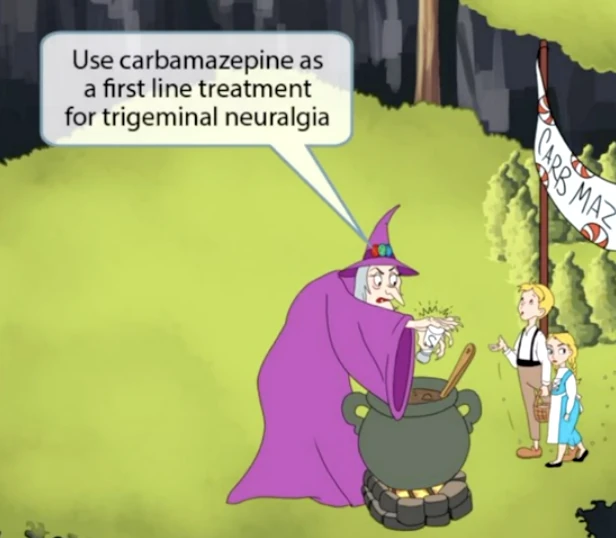 Use carbamazepine as
a first line treatment
for trigeminal neuralgia
CARB MAZ
S